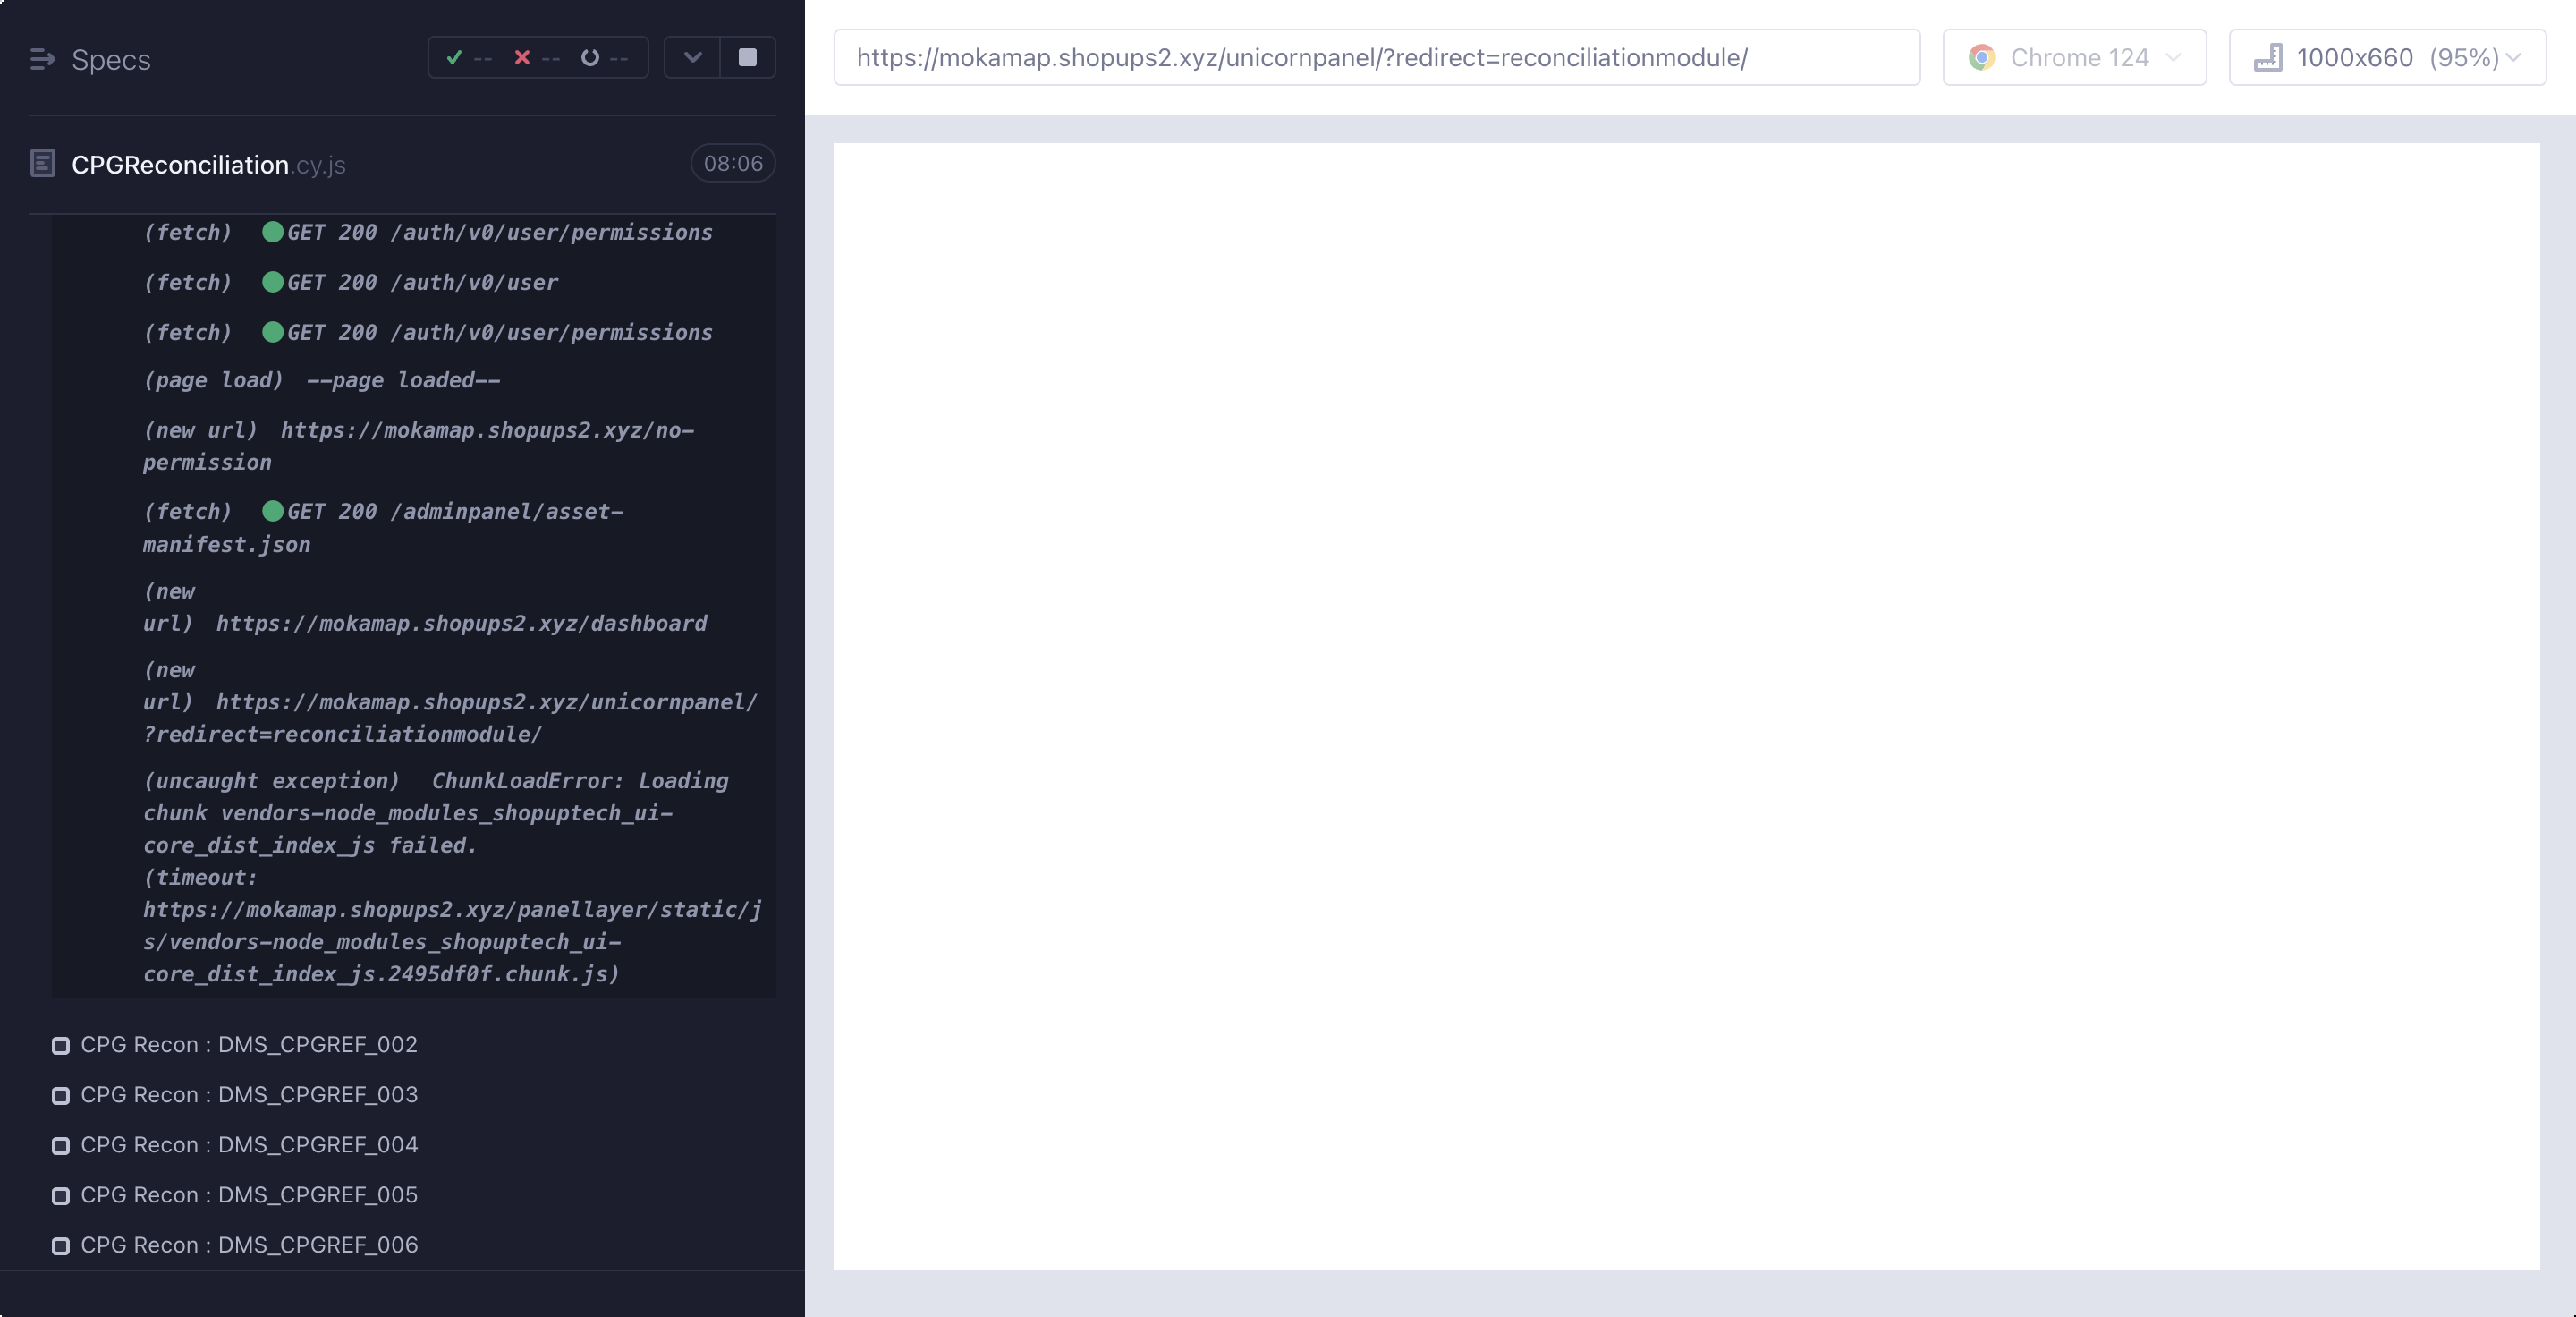 Specs
-- -- --
CPGReconciliation.cy.js
08:06
(fetch) GET 200 /auth/v0/user/permissions
(fetch) GET 200 /auth/v0/user
(fetch) GET 200 /auth/v0/user/permissions
(page load) --page loaded--
(new url) https://mokamap.shopups2.xyz/no-
permission
(fetch) GET 200 /adminpanel/asset-
manifest.json
(new
url) https://mokamap.shopups2.xyz/dashboard
(new
url) https://mokamap.shopups2.xyz/unicornpanel/
?redirect=reconciliationmodule/
(uncaught exception) ChunkLoadError: Loading
chunk vendors-node_modules_shopuptech_ui-
core_dist_index_js failed.
(timeout:
https://mokamap.shopups2.xyz/panellayer/static/j
s/vendors-node_modules_shopuptech_ui-
core_dist_index_js.2495df0f.chunk.js)
CPG Recon : DMS_CPGREF_002
CPG Recon : DMS_CPGREF_003
CPG Recon : DMS_CPGREF_004
CPG Recon : DMS_CPGREF_005
CPG Recon : DMS_CPGREF_006
https://mokamap.shopups2.xyz/unicornpanel/?redirect=reconciliationmodule/
Chrome 124
1000x660 (95%)